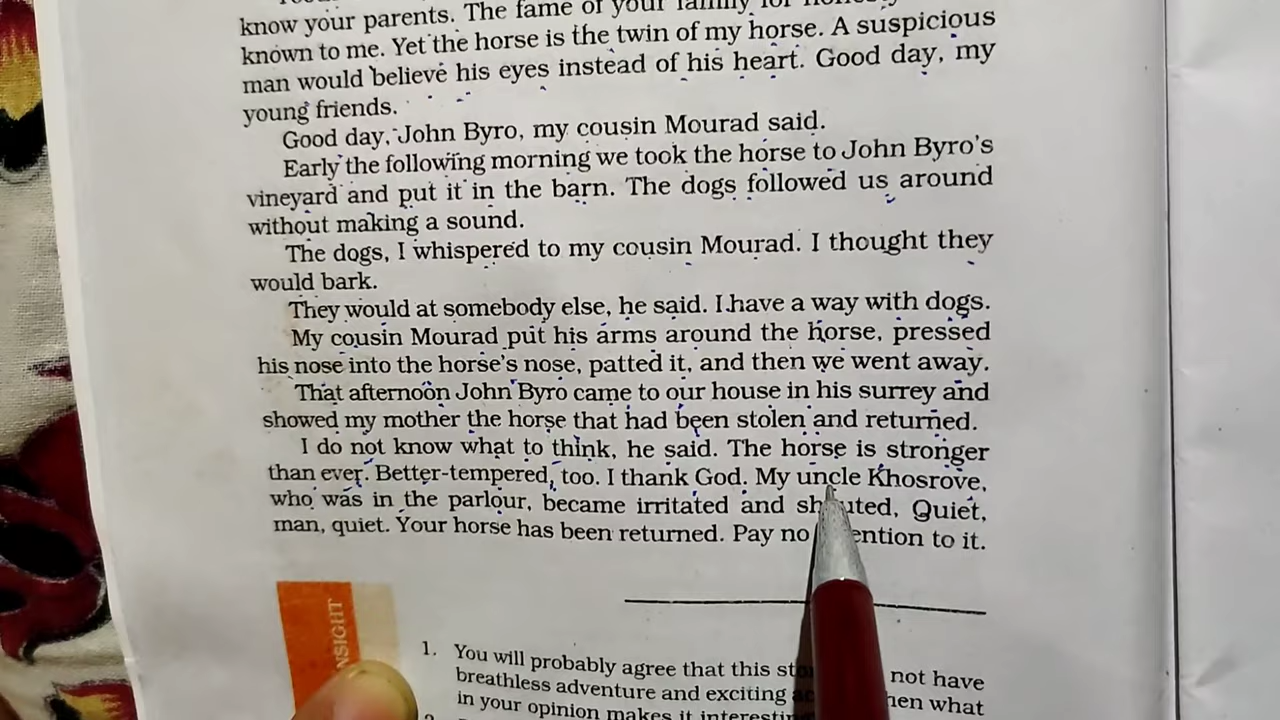 know your parents. The fame of your family for
known to me. Yet the horse is the twin of my horse. A suspicious
man would believe his eyes instead of his heart. Good day, my
young friends.
Good day, John Byro, my cousin Mourad said.
Early the following morning we took the horse to John Byro's
vineyard and put it in the barn. The dogs followed us around
without making a sound.
The dogs, I whispered to my cousin Mourad. I thought they
would bark.
They would at somebody else, he said. I have a way with dogs.
My cousin Mourad put his arms around the horse, pressed
his nose into the horse's nose, patted it, and then we went away.
That afternoon John Byro came to our house in his surrey and
showed my mother the horse that had been stolen and returned.
I do not know what to think, he said. The horse is stronger
than ever. Better-tempered, too. I thank God. My uncle Khosrove,
who was in the parlour, became irritated and shouted, Quiet,
man, quiet. Your horse has been returned. Pay no attention to it.
NSIGHT
1. You will probably agree that this not have
breathless adventure and exciting then what
in your opinion makes it